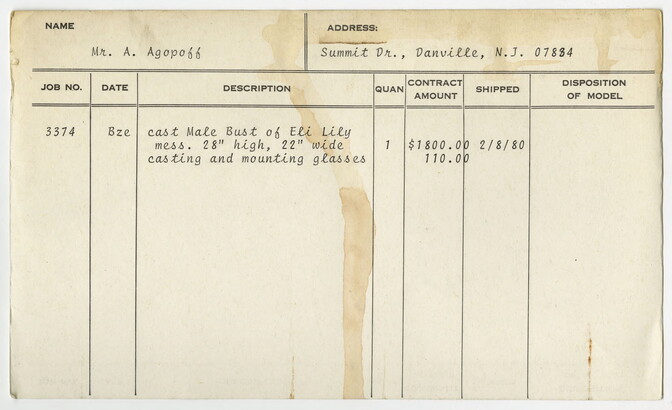 NAME
Mr. A. Agopoff
ADDRESS:
Summit Dr., Danville, N.J. 07834
JOB NO. DATE DESCRIPTION QUAN CONTRACT AMOUNT SHIPPED DISPOSITION OF MODEL
3374 Bze cast Male Bust of Eli Lily
mess. 28" high, 22" wide 1 $1800.00 2/8/80
casting and mounting glasses 110.00